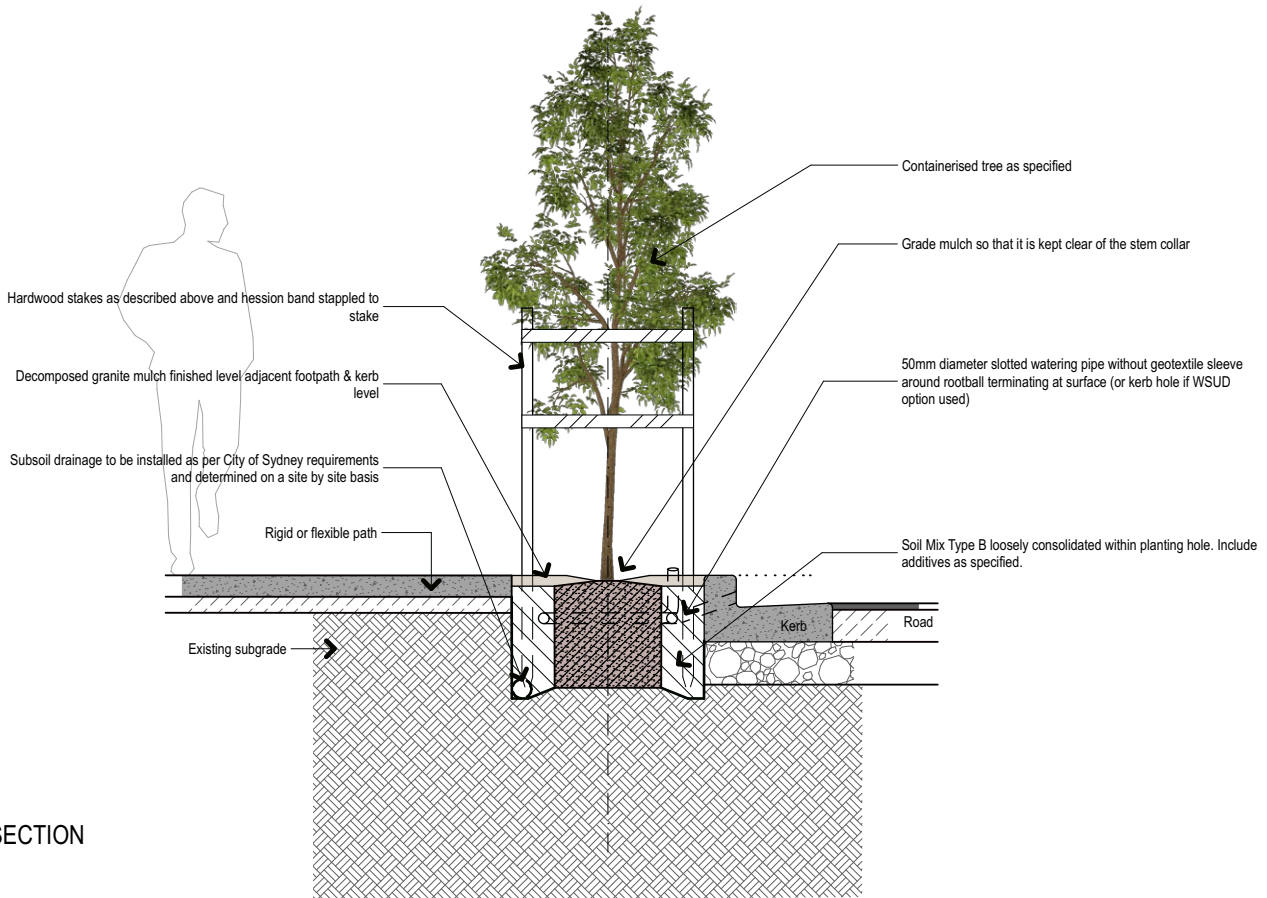 Containerised tree as specified
Grade mulch so that it is kept clear of the stem collar
Hardwood stakes as described above and hession band stappled to
stake
Decomposed granite mulch finished level adjacent footpath & kerb
level
50mm diameter slotted watering pipe without geotextile sleeve
around rootball terminating at surface (or kerb hole if WSUD
option used)
Subsoil drainage to be installed as per City of Sydney requirements
and determined on a site by site basis
Rigid or flexible path
Soil Mix Type B loosely consolidated within planting hole. Include
additives as specified.
Kerb
Road
Existing subgrade
SECTION